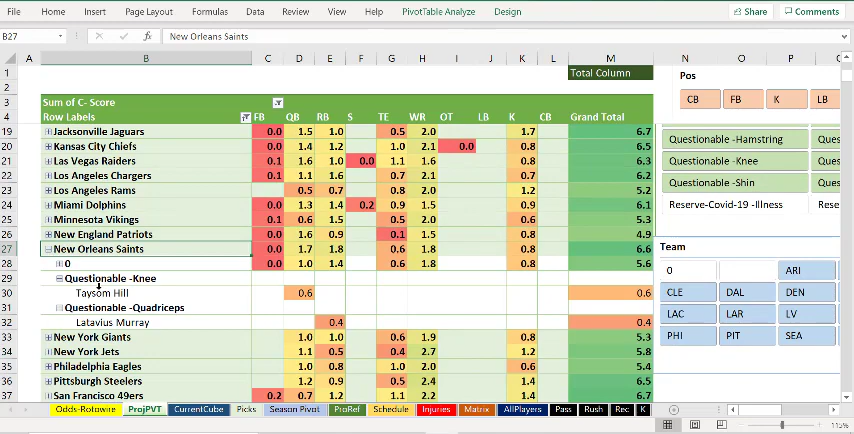 File Home Insert Page Layout Formulas Data Review View Help PivotTable Analyze Design Share Comments
B27 fx New Orleans Saints
A B C D E F G H I J K L M N O P
1 Total Column Pos
2
3 Sum of C- Score CB FB K LB
4 Row Labels FB QB RB S TE WR OT LB K CB Grand Total
19 Jacksonville Jaguars 0.0 1.5 1.0 0.5 2.0 1.7 6.7 Questionable -Hamstring Ques
20 Kansas City Chiefs 0.0 1.4 1.2 1.0 2.1 0.0 0.8 6.5
21 Las Vegas Raiders 0.1 1.6 1.0 0.0 1.1 1.6 0.8 6.3 Questionable -Knee Ques
22 Los Angeles Chargers 0.1 1.1 1.6 0.8 2.1 0.7 6.2
23 Los Angeles Rams 0.5 0.7 0.8 2.0 1.2 5.2 Questionable -Shin Ques
24 Miami Dolphins 0.0 1.3 1.4 0.2 0.9 1.5 0.9 6.1 Reserve-Covid-19 -Illness Rese
25 Minnesota Vikings 0.1 0.6 1.5 0.5 2.0 0.6 5.3
26 New England Patriots 0.0 1.6 0.9 0.1 1.5 0.8 4.9
27 New Orleans Saints 0.0 1.7 1.8 0.6 1.8 0.8 6.6 Team
28 0 0.0 1.0 1.4 0.6 1.8 0.8 5.6 0 ARI
29 Questionable -Knee
30 Taysom Hill 0.6 0.6 CLE DAL DEN
31 Questionable -Quadriceps LAC LAR LV
32 Latavius Murray 0.4 0.4
33 New York Giants 1.0 1.0 0.6 1.9 0.8 5.3 PHI PIT SEA
34 New York Jets 1.1 0.5 0.4 2.7 1.2 5.8
35 Philadelphia Eagles 1.0 0.8 1.0 2.0 0.6 5.4
36 Pittsburgh Steelers 1.2 0.9 0.5 2.4 1.4 6.5
37 San Francisco 49ers 0.2 0.7 1.2 1.1 2.2 1.4 6.7
Odds-Rotowire ProjPVT CurrentCube Picks Season Pivot ProRef Schedule Injuries Matrix AllPlayers Pass Rush Rec K
115%